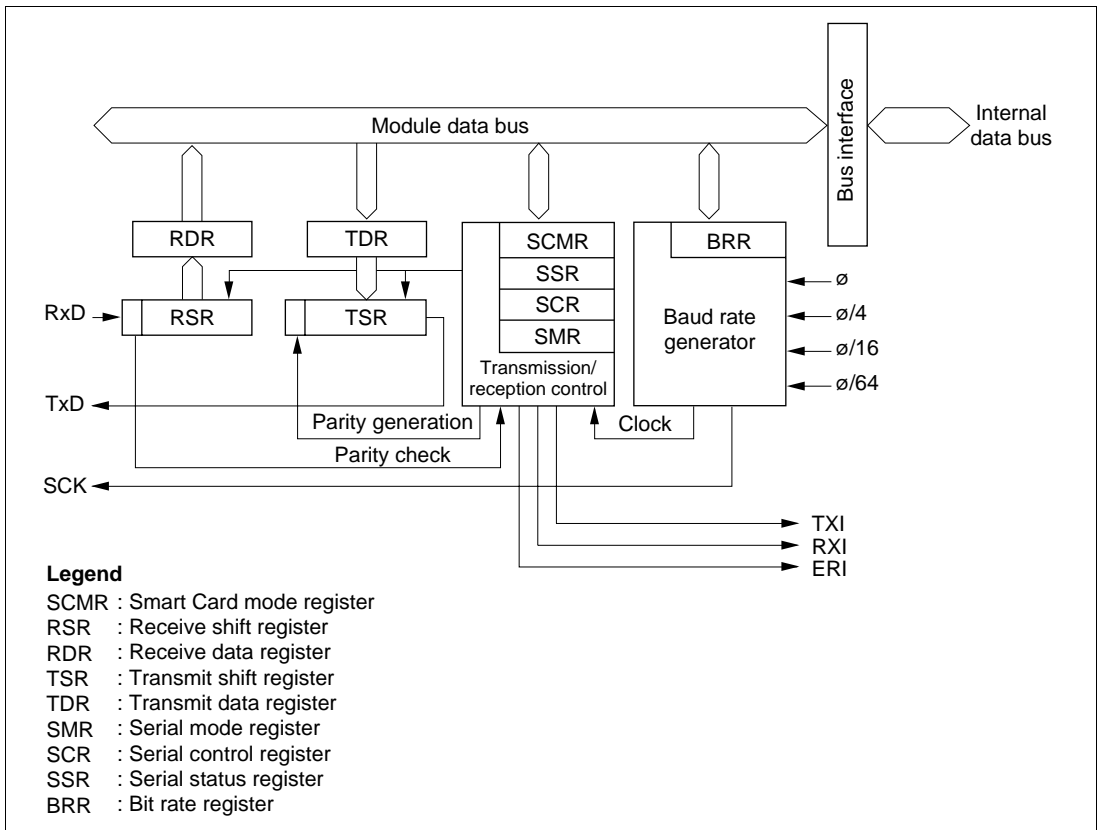 Module data bus
Bus interface
Internal
data bus
RDR
TDR
SCMR
SSR
SCR
SMR
Transmission/
reception control
BRR
Baud rate
generator
ø
ø/4
ø/16
ø/64
RxD
RSR
TSR
TxD
Parity generation
Parity check
Clock
SCK
TXI
RXI
ERI
Legend
SCMR : Smart Card mode register
RSR : Receive shift register
RDR : Receive data register
TSR : Transmit shift register
TDR : Transmit data register
SMR : Serial mode register
SCR : Serial control register
SSR : Serial status register
BRR : Bit rate register